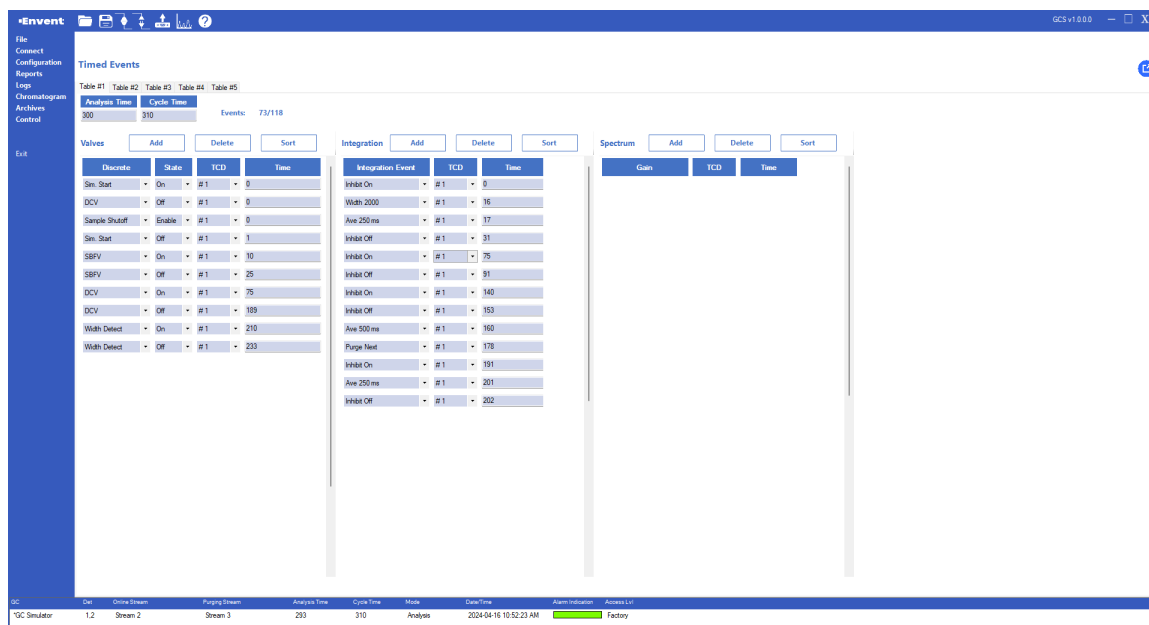 Envent GCS v1.0.0.0 X
File
Connect
Configuration
Reports
Logs
Chromatogram
Archives
Control
Exit
Timed Events
Table #1 Table #2 Table #3 Table #4 Table #5
Analysis Time Cycle Time
300 310 Events: 73/118
Valves Add Delete Sort
Discrete State TCD Time
Sim. Start On # 1 0
DCV Off # 1 0
Sample Shutoff Enable # 1 0
Sim. Start Off # 1 1
SBFV On # 1 10
SBFV Off # 1 25
DCV On # 1 75
DCV Off # 1 189
Width Detect On # 1 210
Width Detect Off # 1 233
Integration Add Delete Sort
Integration Event TCD Time
Inhibit On # 1 0
Width 2000 # 1 16
Ave 250 ms # 1 17
Inhibit Off # 1 31
Inhibit On # 1 75
Inhibit Off # 1 91
Inhibit On # 1 140
Inhibit Off # 1 153
Ave 500 ms # 1 160
Purge Next # 1 178
Inhibit On # 1 191
Ave 250 ms # 1 201
Inhibit Off # 1 202
Spectrum Add Delete Sort
Gain TCD Time
GC Det Online Stream Purging Stream Analysis Time Cycle Time Mode Date/Time Alarm Indication Access Lvl
*GC Simulator 1,2 Stream 2 Stream 3 293 310 Analysis 2024-04-16 10:52:23 AM Factory